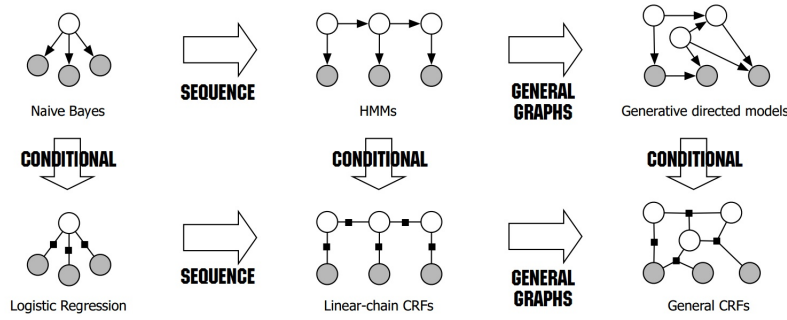 Naive Bayes
SEQUENCE
HMMs
GENERAL
GRAPHS
Generative directed models
CONDITIONAL
CONDITIONAL
CONDITIONAL
Logistic Regression
SEQUENCE
Linear-chain CRFs
GENERAL
GRAPHS
General CRFs